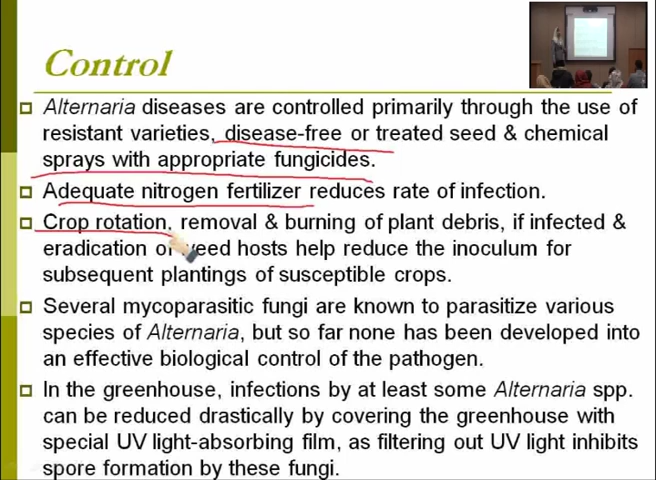 Control
Alternaria diseases are controlled primarily through the use of
resistant varieties, disease-free or treated seed & chemical
sprays with appropriate fungicides.
Adequate nitrogen fertilizer reduces rate of infection.
Crop rotation, removal & burning of plant debris, if infected &
eradication of weed hosts help reduce the inoculum for
subsequent plantings of susceptible crops.
Several mycoparasitic fungi are known to parasitize various
species of Alternaria, but so far none has been developed into
an effective biological control of the pathogen.
In the greenhouse, infections by at least some Alternaria spp.
can be reduced drastically by covering the greenhouse with
special UV light-absorbing film, as filtering out UV light inhibits
spore formation by these fungi.